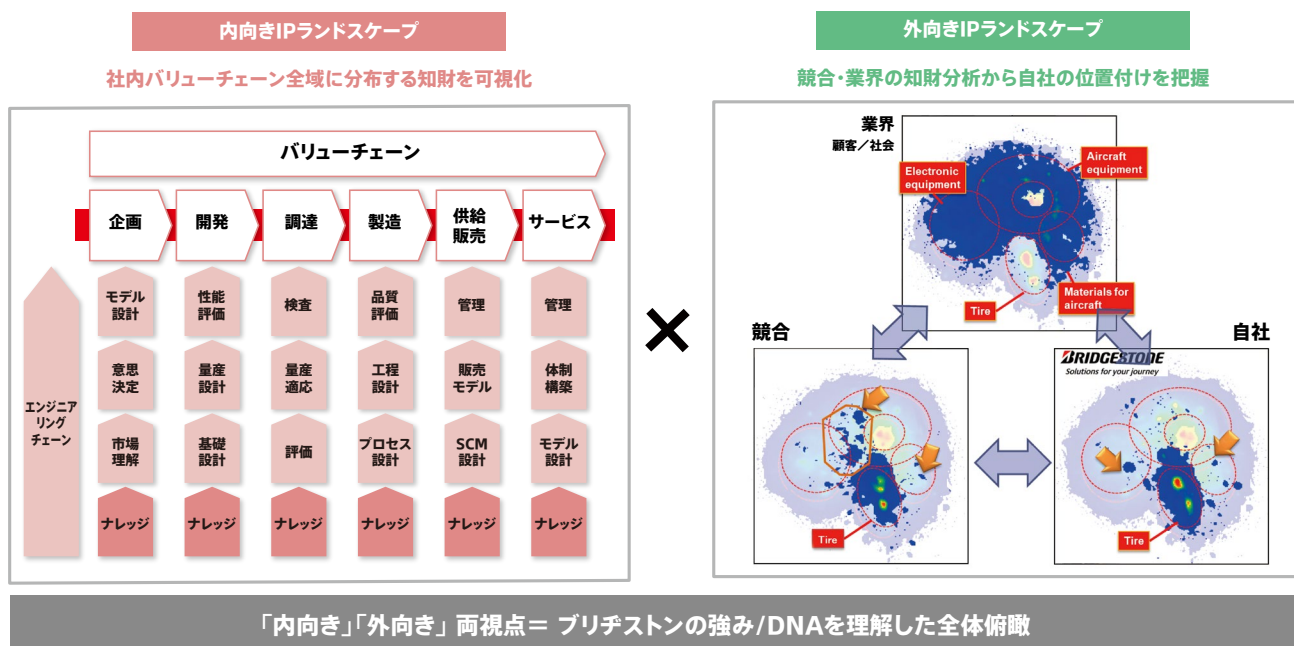 内向きIPランドスケープ
社内バリューチェーン全域に分布する知財を可視化
バリューチェーン
企画
開発
調達
製造
供給
販売
サービス
エンジニア
リング
チェーン
モデル
設計
性能
評価
検査
品質
評価
管理
管理
意思
決定
量産
設計
量産
適応
工程
設計
販売
モデル
体制
構築
市場
理解
基礎
設計
評価
プロセス
設計
SCM
設計
モデル
設計
ナレッジ
ナレッジ
ナレッジ
ナレッジ
ナレッジ
ナレッジ
×
外向きIPランドスケープ
競合・業界の知財分析から自社の位置付けを把握
業界
顧客／社会
Electronic
equipment
Aircraft
equipment
Materials for
aircraft
Tire
競合
Tire
自社
BRIDGESTONE
Solutions for your journey
Tire
「内向き」「外向き」 両視点＝ ブリヂストンの強み/DNAを理解した全体俯瞰